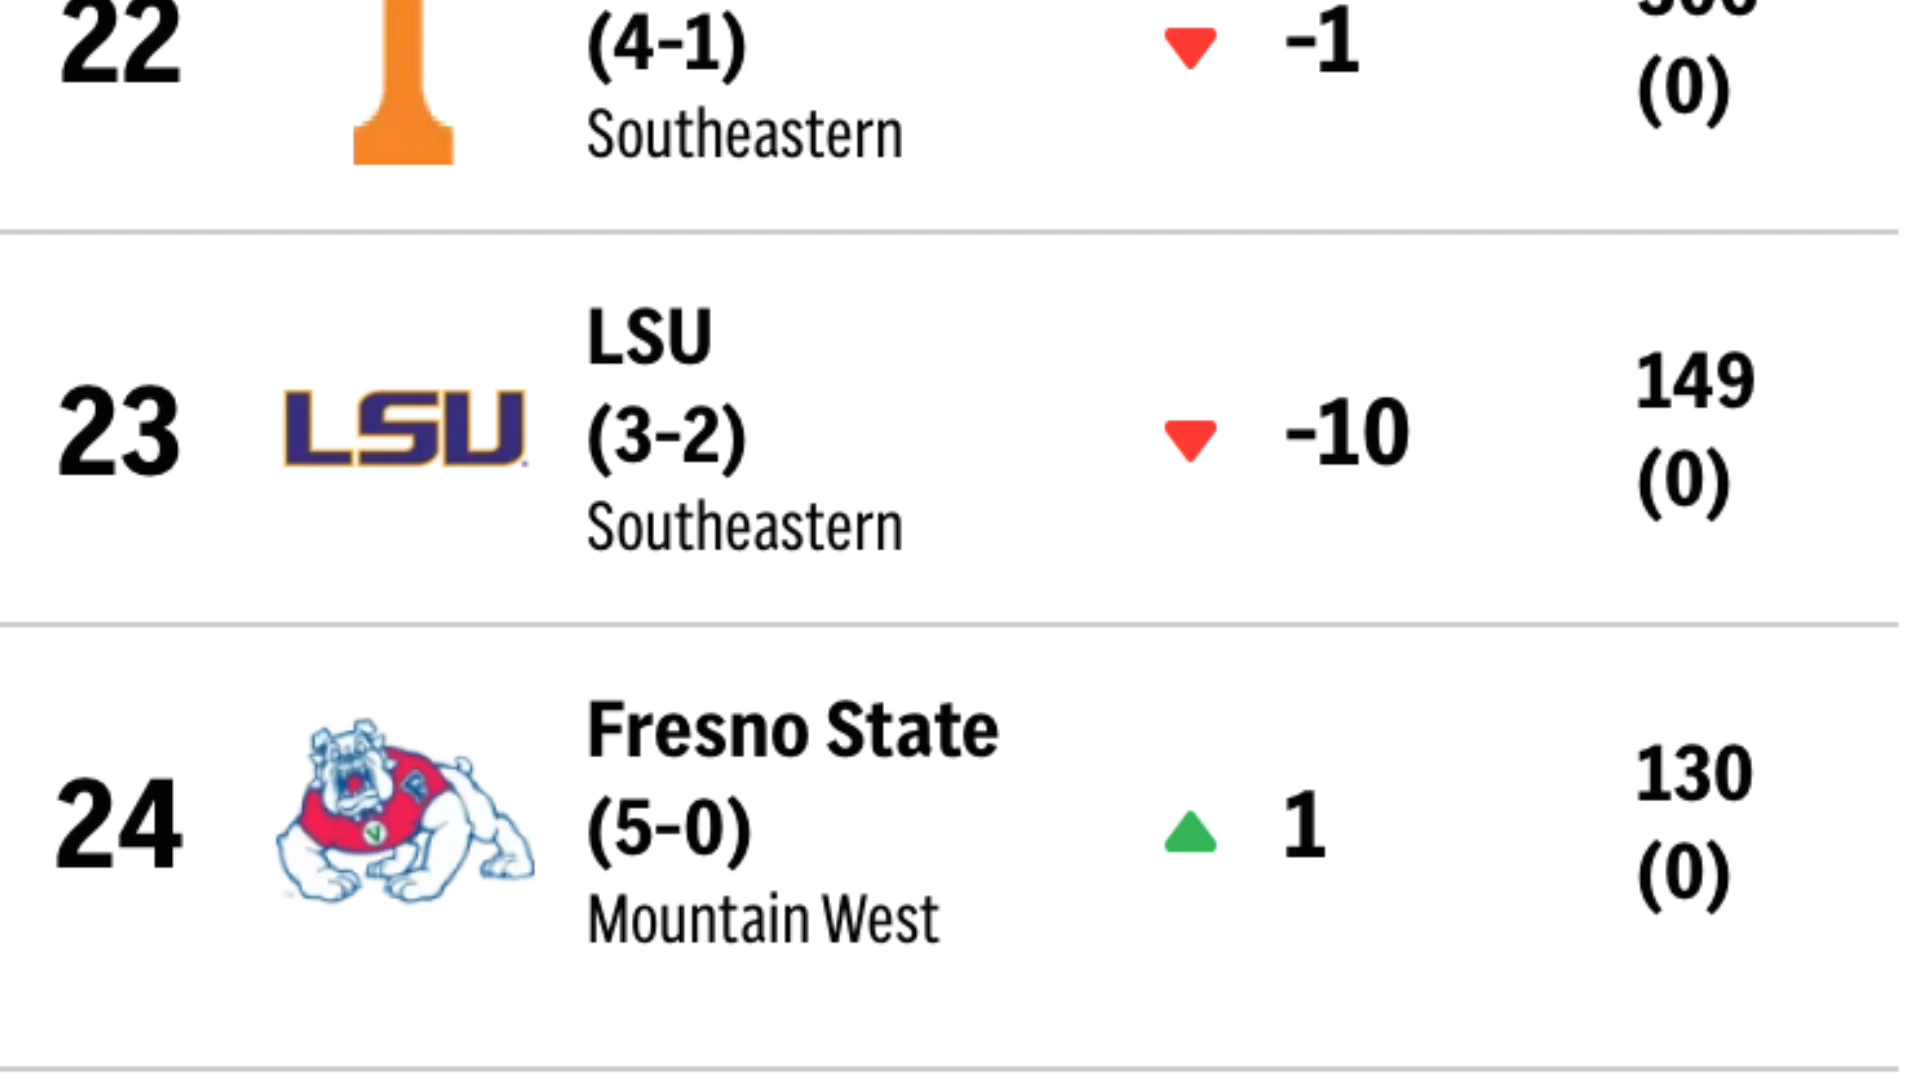 22
(4-1)
Southeastern
-1
(0)
23
LSU
LSU
(3-2)
Southeastern
-10
149
(0)
24
Fresno State
(5-0)
Mountain West
1
130
(0)